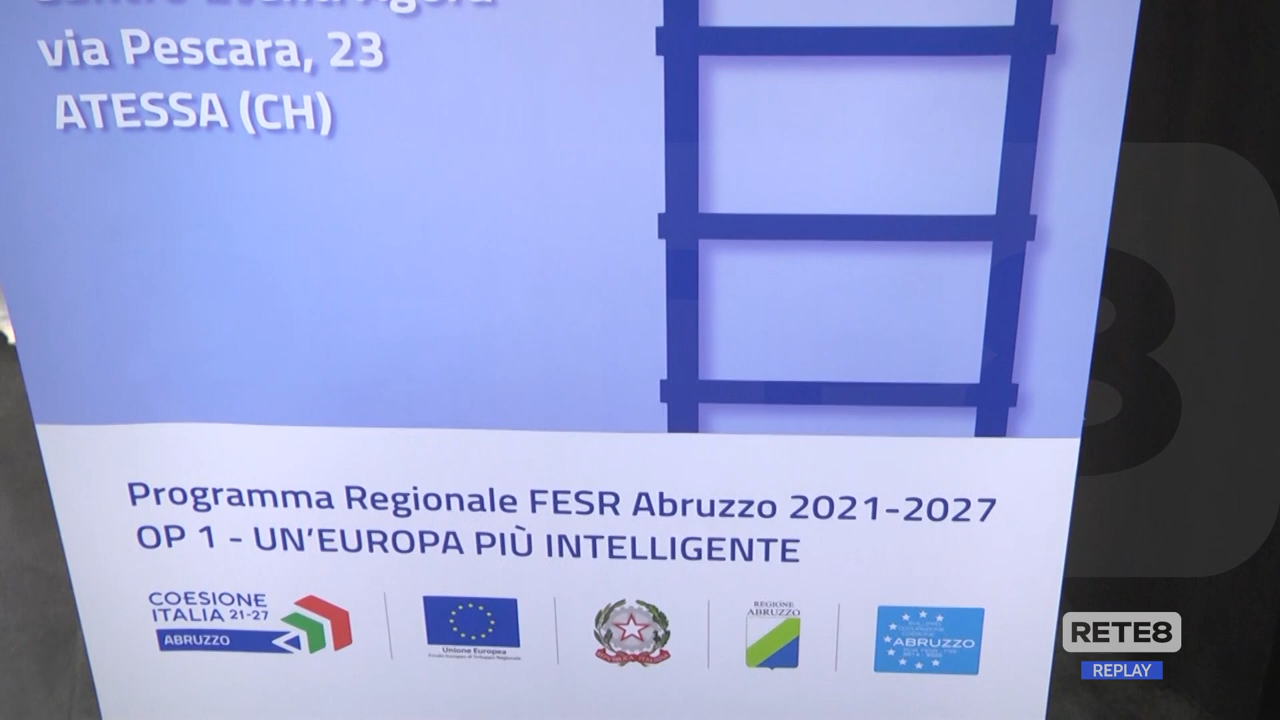 via Pescara, 23
ATESSA (CH)
Programma Regionale FESR Abruzzo 2021-2027
OP 1 - UN'EUROPA PIÙ INTELLIGENTE
COESIONE
ITALIA 21-27
ABRUZZO
Unione Europea
REGIONE
ABRUZZO
ABRUZZO
RETE8
REPLAY
8